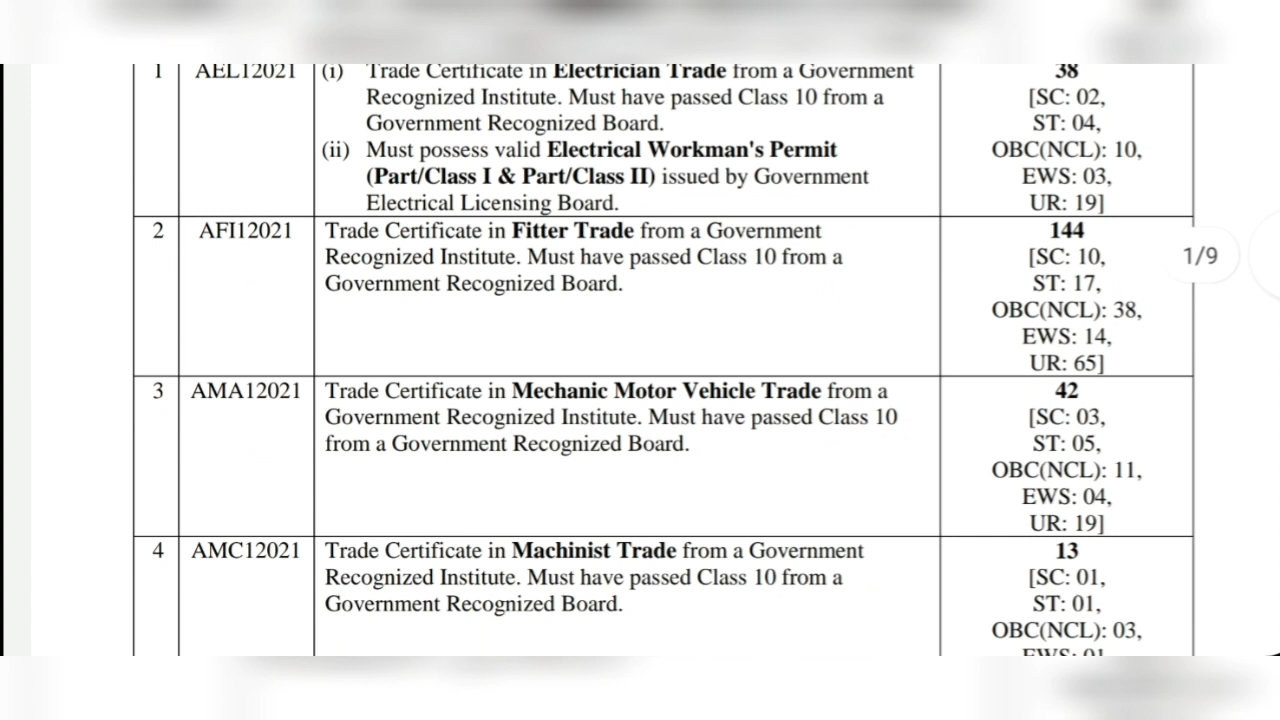 1 AEL12021 (i) Trade Certificate in Electrician Trade from a Government 38
Recognized Institute. Must have passed Class 10 from a [SC: 02,
Government Recognized Board. ST: 04,
(ii) Must possess valid Electrical Workman's Permit OBC(NCL): 10,
(Part/Class I & Part/Class II) issued by Government EWS: 03,
Electrical Licensing Board. UR: 19]
2 AFI12021 Trade Certificate in Fitter Trade from a Government 144
Recognized Institute. Must have passed Class 10 from a [SC: 10,
1/9
Government Recognized Board. ST: 17,
OBC(NCL): 38,
EWS: 14,
UR: 65]
3 AMA12021 Trade Certificate in Mechanic Motor Vehicle Trade from a 42
Government Recognized Institute. Must have passed Class 10 [SC: 03,
from a Government Recognized Board. ST: 05,
OBC(NCL): 11,
EWS: 04,
UR: 19]
4 AMC12021 Trade Certificate in Machinist Trade from a Government 13
Recognized Institute. Must have passed Class 10 from a [SC: 01,
Government Recognized Board. ST: 01,
OBC(NCL): 03,
EWS: 01